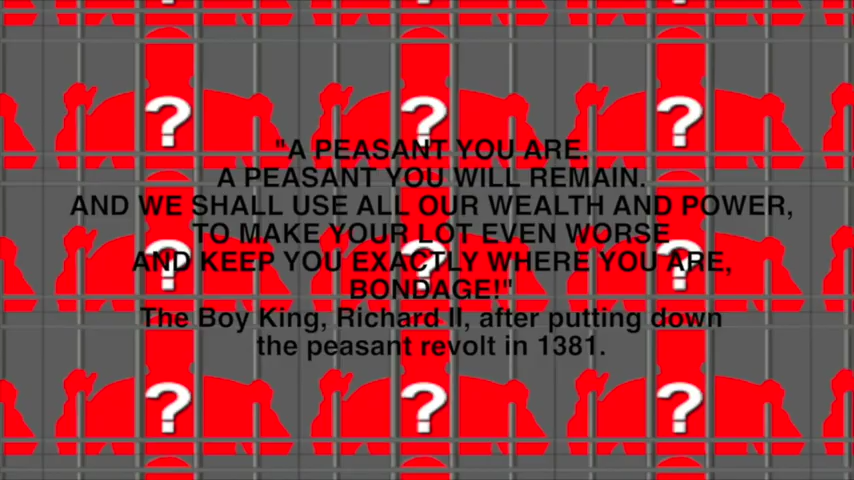 "A PEASANT YOU ARE.
A PEASANT YOU WILL REMAIN.
AND WE SHALL USE ALL OUR WEALTH AND POWER,
TO MAKE YOUR LOT EVEN WORSE
AND KEEP YOU EXACTLY WHERE YOU ARE,
BONDAGE!"
The Boy King, Richard II, after putting down
the peasant revolt in 1381.
? ? ?
? ? ?
? ? ?